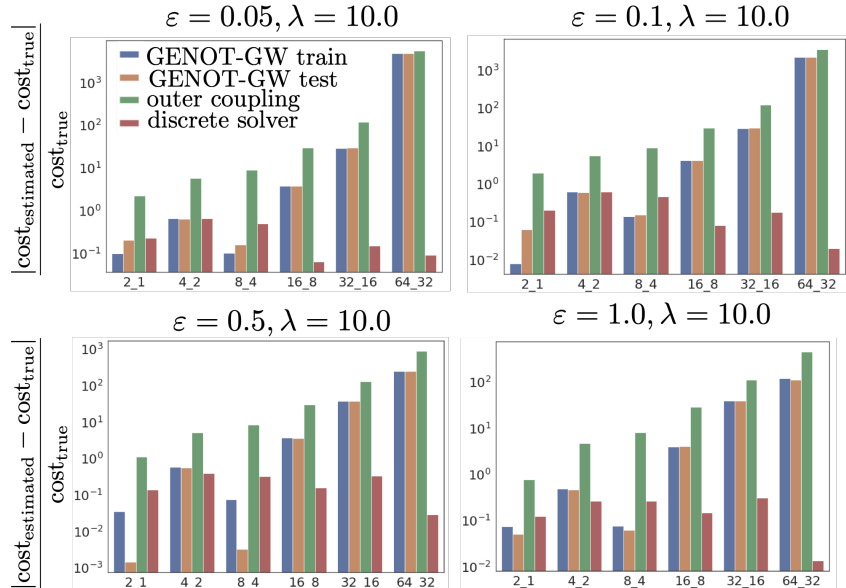 ε = 0.05, λ = 10.0
ε = 0.1, λ = 10.0
|cost_estimated − cost_true|
cost_true
GENOT-GW train
GENOT-GW test
outer coupling
discrete solver
10^3
10^2
10^1
10^0
10^−1
2_1 4_2 8_4 16_8 32_16 64_32
10^3
10^2
10^1
10^0
10^−1
10^−2
2_1 4_2 8_4 16_8 32_16 64_32
ε = 0.5, λ = 10.0
ε = 1.0, λ = 10.0
|cost_estimated − cost_true|
cost_true
10^3
10^2
10^1
10^0
10^−1
10^−2
10^−3
2_1 4_2 8_4 16_8 32_16 64_32
10^2
10^1
10^0
10^−1
10^−2
2_1 4_2 8_4 16_8 32_16 64_32